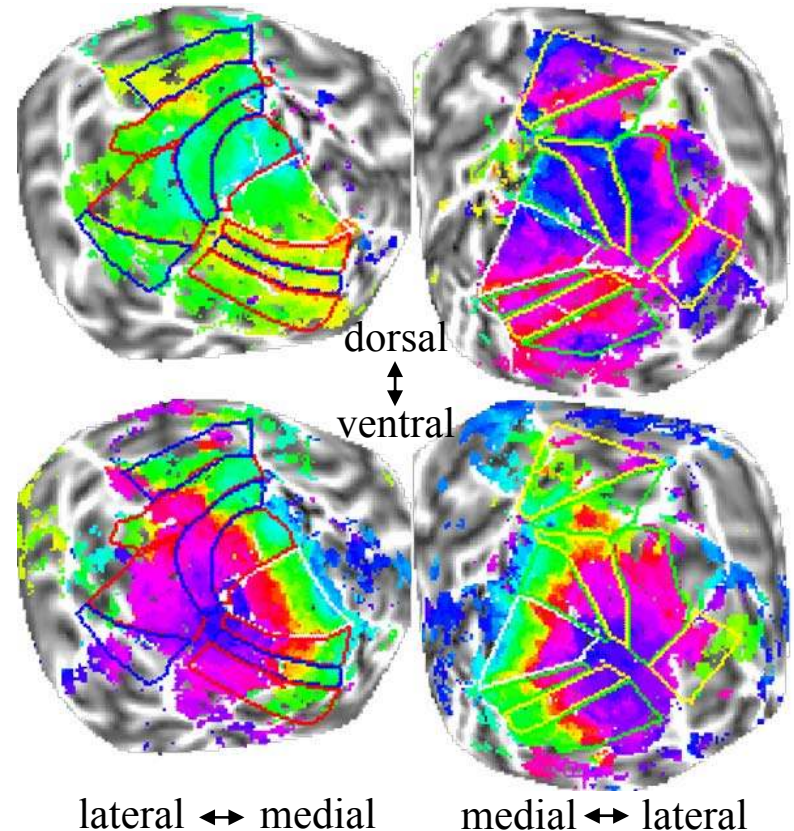 dorsal
↕
ventral
lateral ↔ medial
medial ↔ lateral